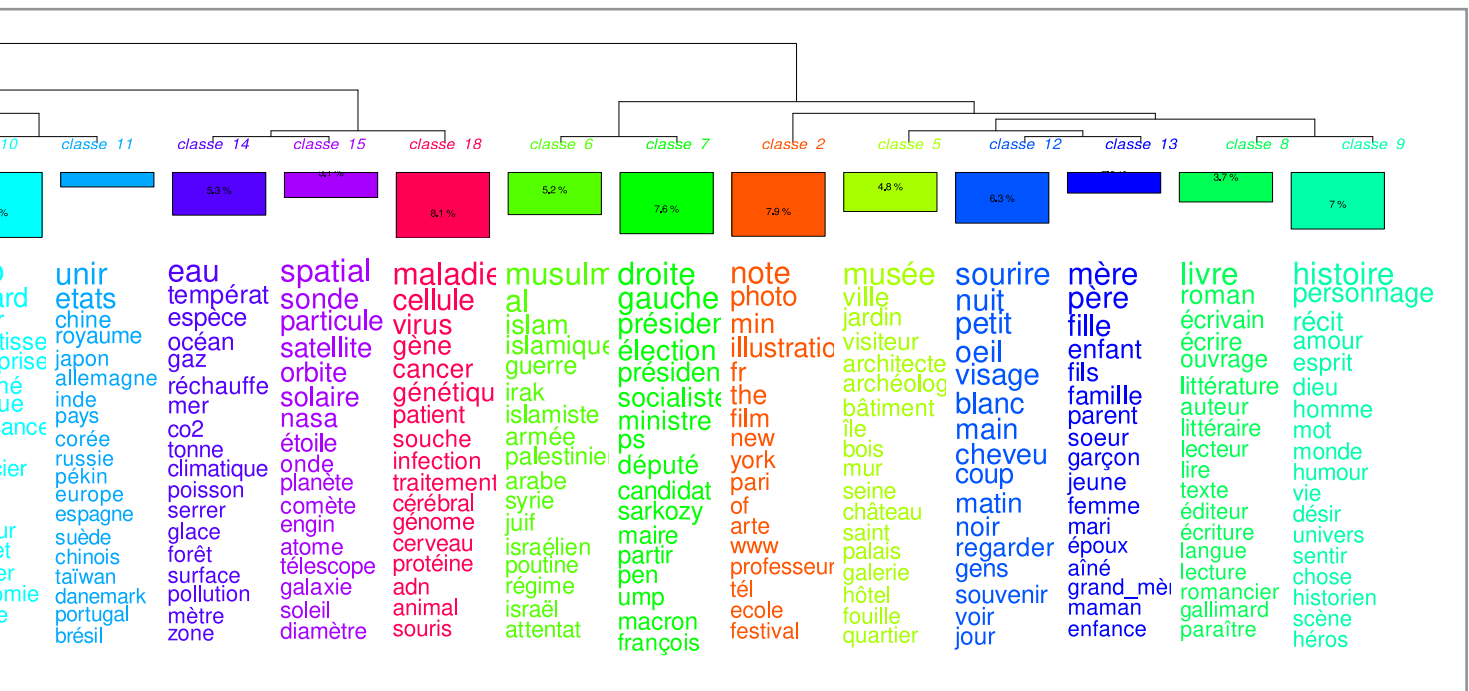 10 classe 11 classe 14 classe 15 classe 18 classe 6 classe 7 classe 2 classe 5 classe 12 classe 13 classe 8 classe 9
% 5.3 % 8.1 % 5.2 % 7.6 % 7.9 % 4.8 % 6.3 % 3.7 % 7 %
unir
etats
chine
royaume
japon
allemagne
inde
pays
corée
russie
pékin
europe
espagne
suède
chinois
taïwan
danemark
portugal
brésil
eau
températ
espèce
océan
gaz
réchauffe
mer
co2
tonne
climatique
poisson
serrer
glace
forêt
surface
pollution
mètre
zone
spatial
sonde
particule
satellite
orbite
solaire
nasa
étoile
onde
planète
comète
engin
atome
télescope
galaxie
soleil
diamètre
maladie
cellule
virus
gène
cancer
génétiqu
patient
souche
infection
traitement
cérébral
génome
cerveau
protéine
adn
animal
souris
musulm
al
islam
islamique
guerre
irak
islamiste
armée
palestinie
arabe
syrie
juif
israélien
poutine
régime
israël
attentat
droite
gauche
présider
élection
présiden
socialiste
ministre
ps
député
candidat
sarkozy
maire
partir
pen
ump
macron
françois
note
photo
min
illustratio
fr
the
film
new
york
pari
of
arte
www
professeur
tél
ecole
festival
musée
ville
jardin
visiteur
architecte
archéolog
bâtiment
île
bois
mur
seine
château
saint
palais
galerie
hôtel
fouille
quartier
sourire
nuit
petit
oeil
visage
blanc
main
cheveu
coup
matin
noir
regarder
gens
souvenir
voir
jour
mère
père
fille
enfant
fils
famille
parent
soeur
garçon
jeune
femme
mari
époux
aîné
grand_mèr
maman
enfance
livre
roman
écrivain
écrire
ouvrage
littérature
auteur
littéraire
lecteur
lire
texte
éditeur
écriture
langue
lecture
romancier
gallimard
paraître
histoire
personnage
récit
amour
esprit
dieu
homme
mot
monde
humour
vie
désir
univers
sentir
chose
historien
scène
héros